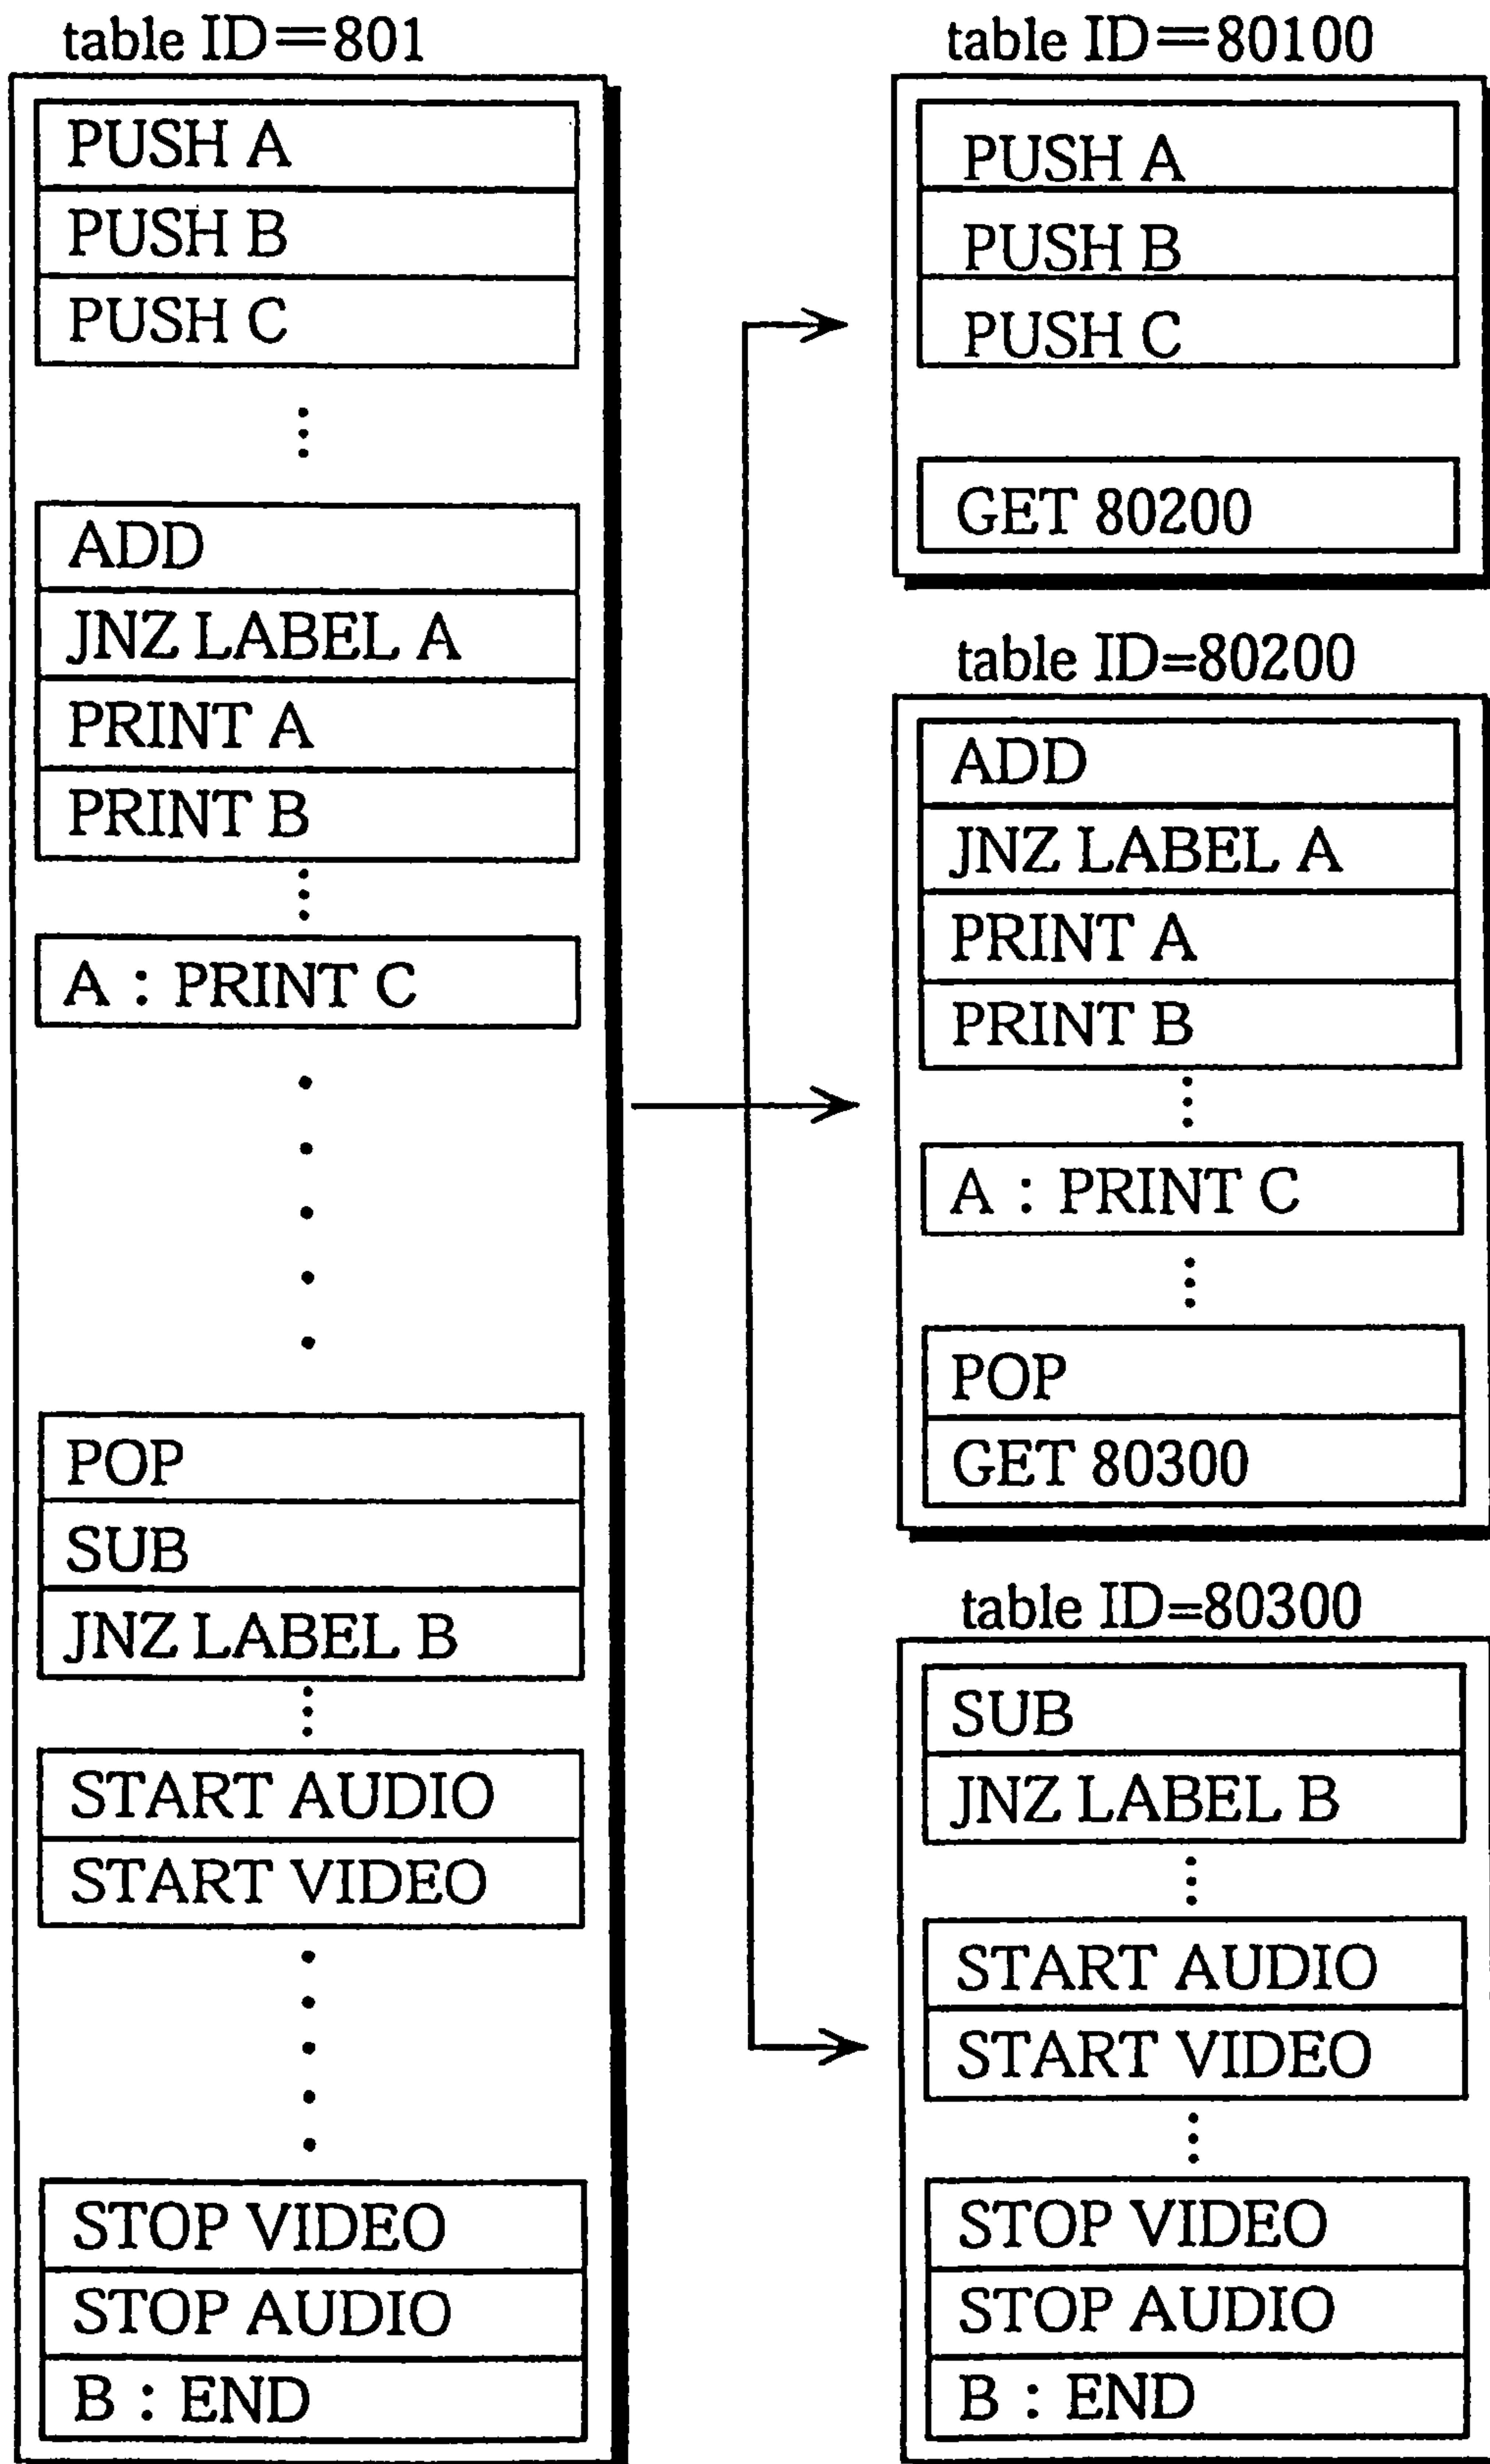 table ID=801
PUSH A
PUSH B
PUSH C
ADD
JNZ LABEL A
PRINT A
PRINT B
A : PRINT C
POP
SUB
JNZ LABEL B
START AUDIO
START VIDEO
STOP VIDEO
STOP AUDIO
B : END
table ID=80100
PUSH A
PUSH B
PUSH C
GET 80200
table ID=80200
ADD
JNZ LABEL A
PRINT A
PRINT B
A : PRINT C
POP
GET 80300
table ID=80300
SUB
JNZ LABEL B
START AUDIO
START VIDEO
STOP VIDEO
STOP AUDIO
B : END